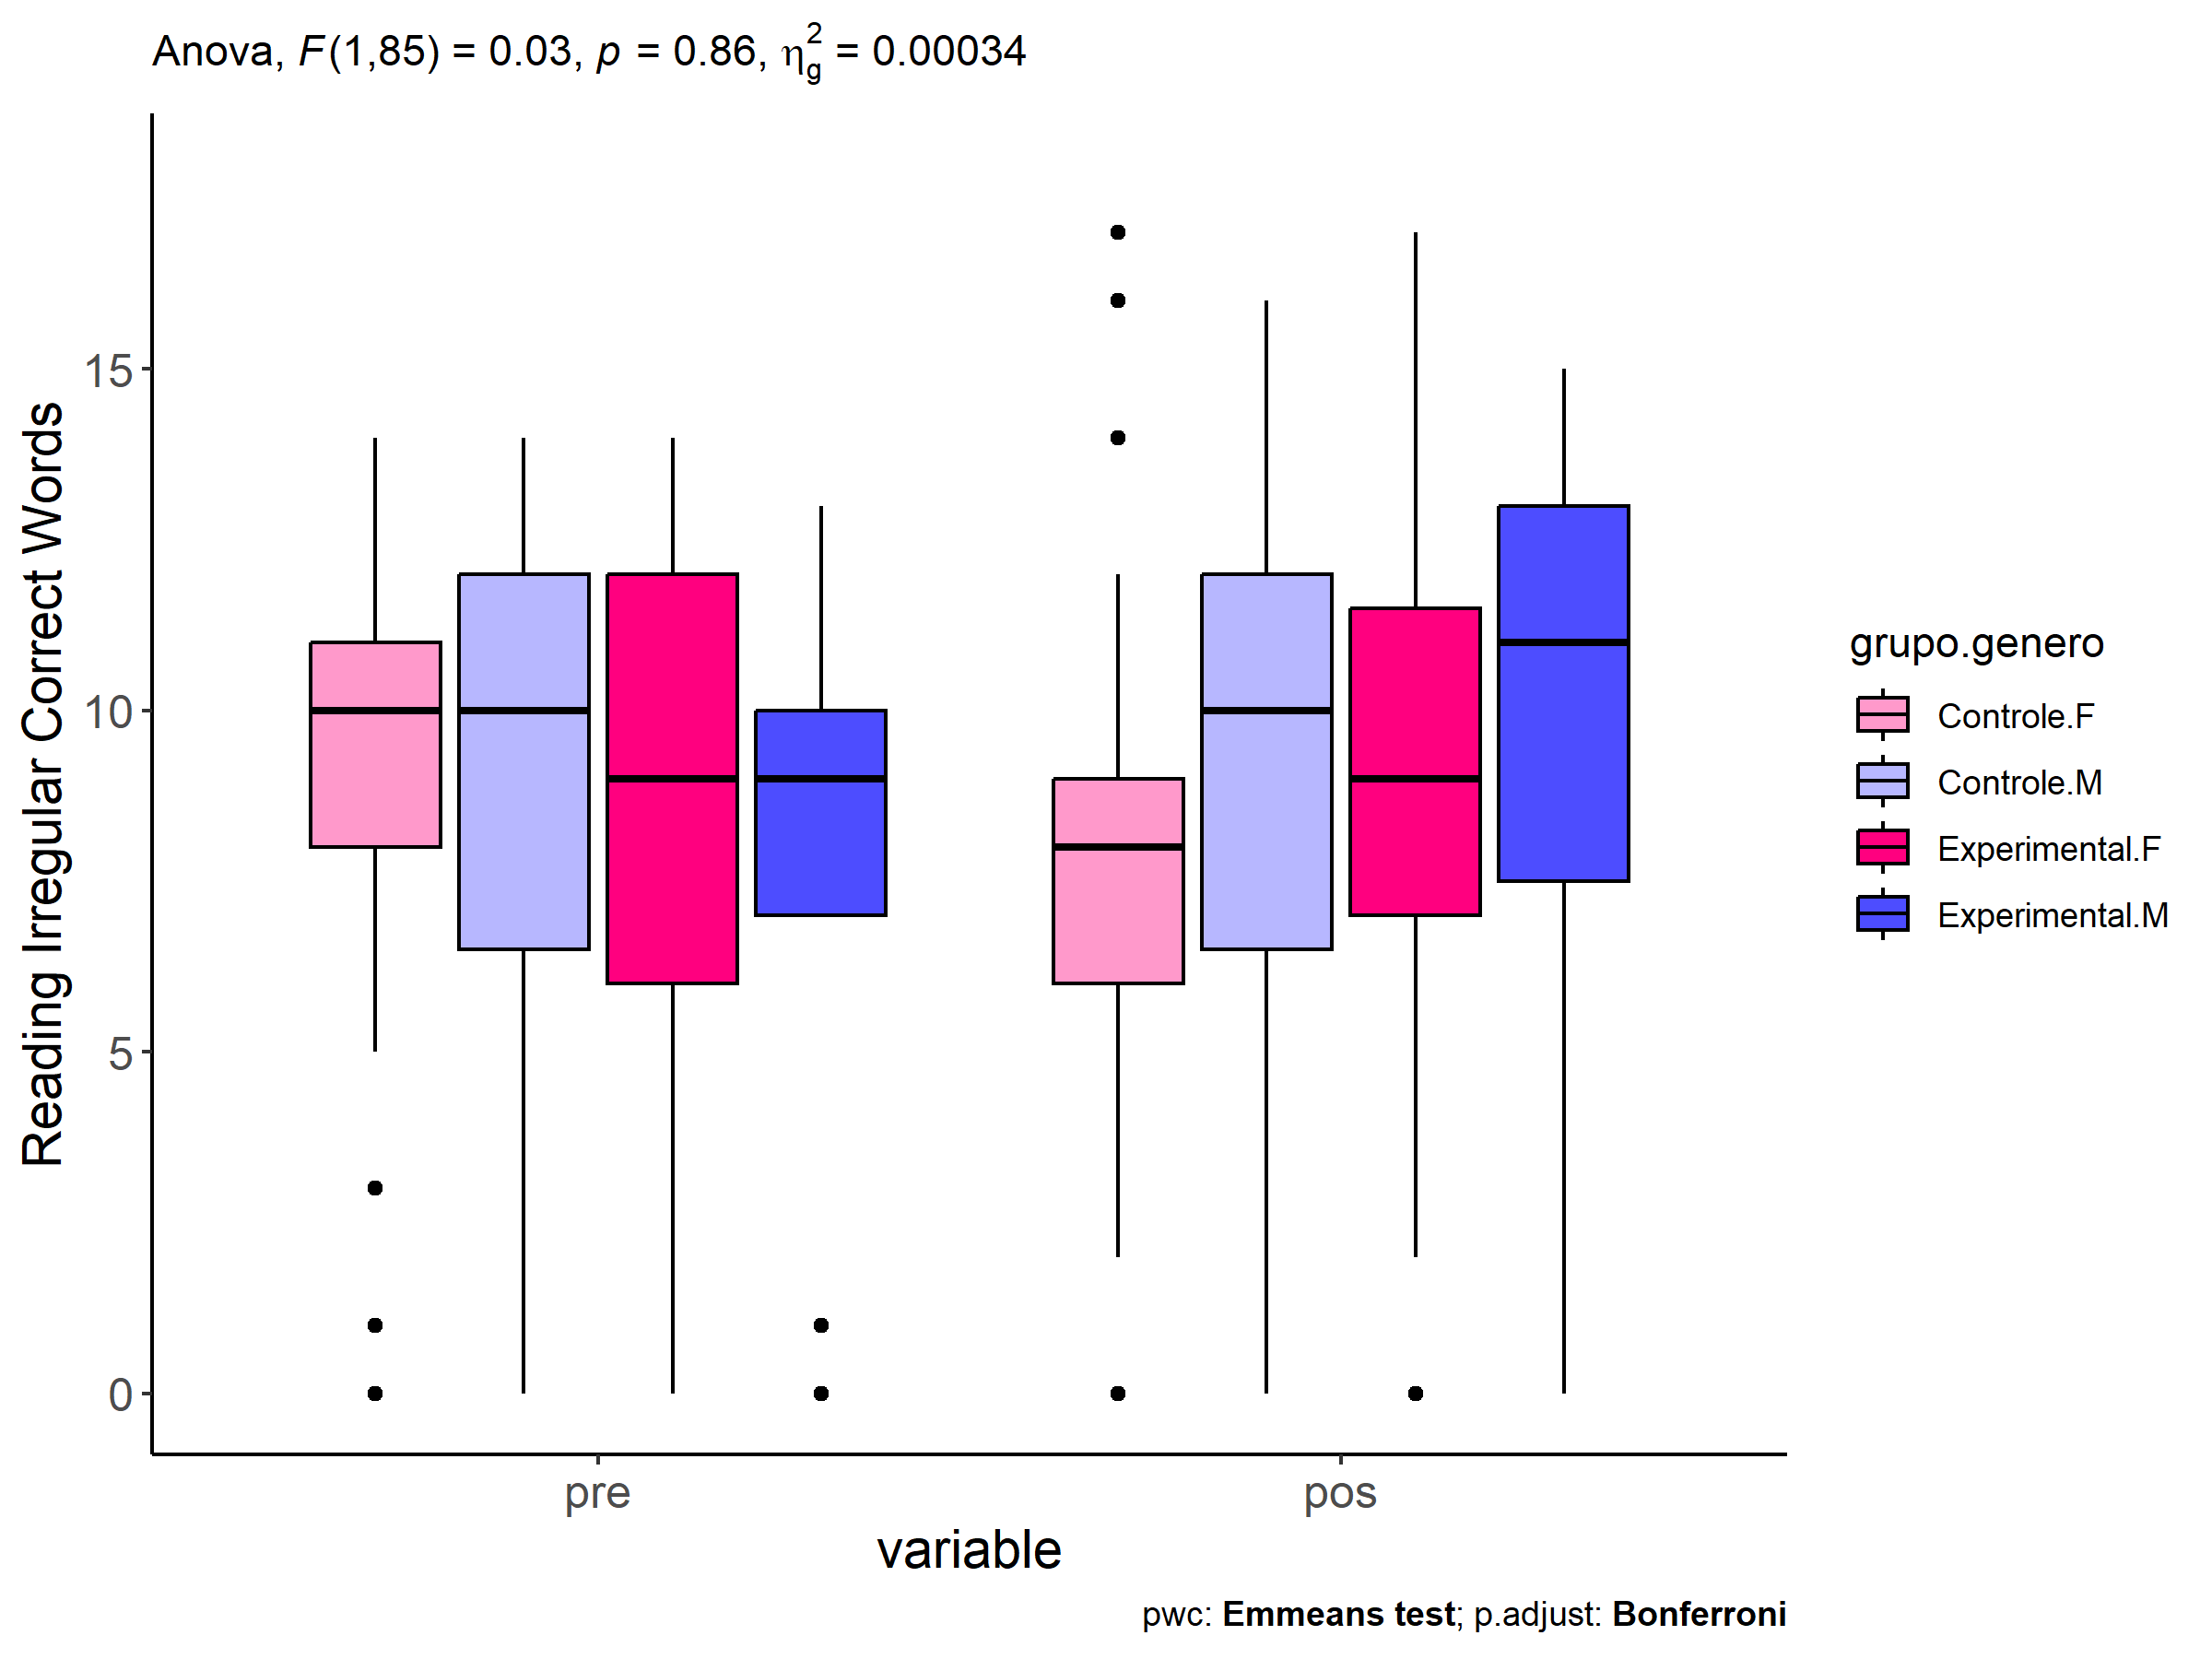 Anova, F(1,85) = 0.03, p = 0.86, η²g = 0.00034
Reading Irregular Correct Words
15
10
5
0
pre
pos
variable
grupo.genero
Controle.F
Controle.M
Experimental.F
Experimental.M
pwc: Emmeans test; p.adjust: Bonferroni